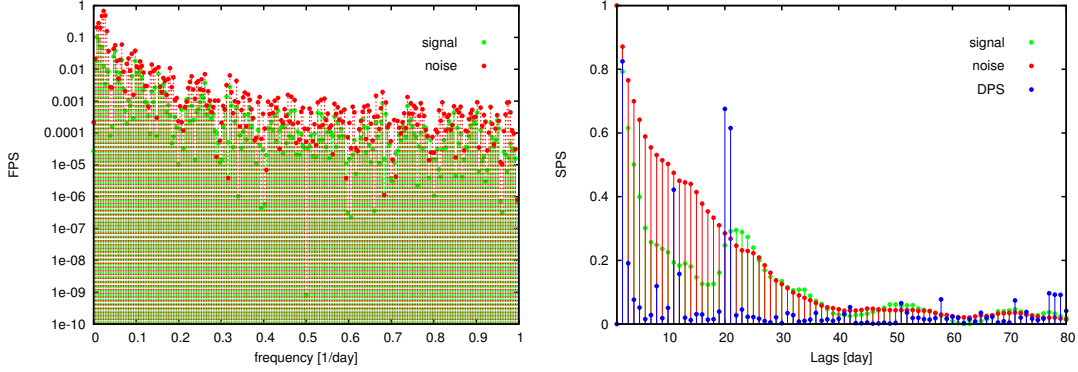 1
0.1
0.01
0.001
0.0001
1e-05
1e-06
1e-07
1e-08
1e-09
1e-10
FPS
signal
noise
0 0.1 0.2 0.3 0.4 0.5 0.6 0.7 0.8 0.9 1
frequency [1/day]
1
0.8
0.6
0.4
0.2
0
SPS
signal
noise
DPS
10 20 30 40 50 60 70 80
Lags [day]